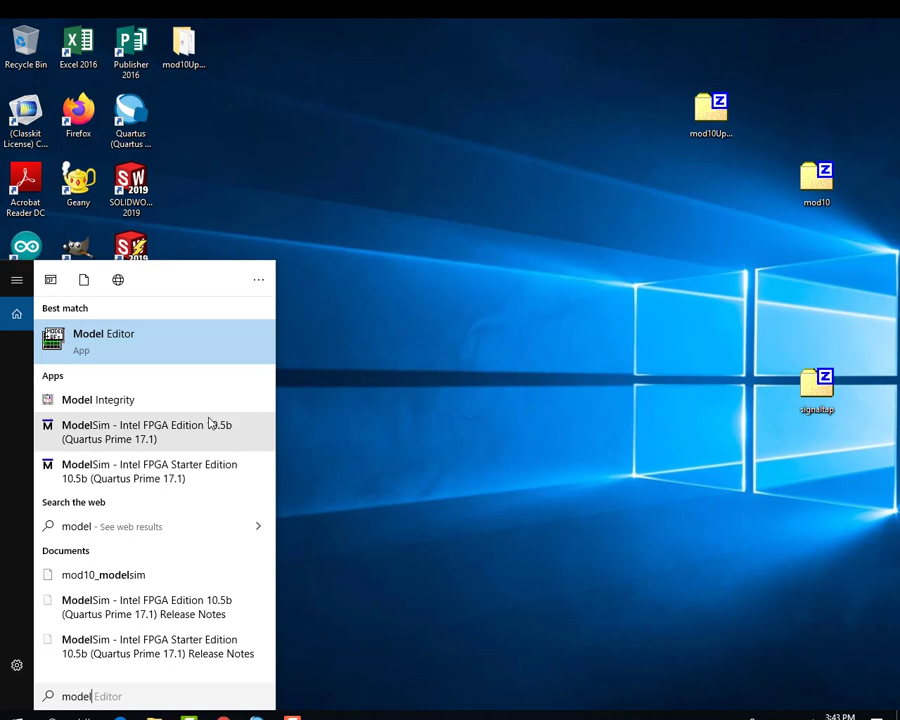 Recycle Bin
Excel 2016
Publisher
2016
mod10Up...
(Classkit
License) C...
Firefox
Quartus
(Quartus ...
Acrobat
Reader DC
Geany
SOLIDWO...
2019
SW
2019
mod10Up...
mod10
signaltap
Best match
Model Editor
App
Apps
Model Integrity
ModelSim - Intel FPGA Edition .5b
(Quartus Prime 17.1)
ModelSim - Intel FPGA Starter Edition
10.5b (Quartus Prime 17.1)
Search the web
model - See web results
Documents
mod10_modelsim
ModelSim - Intel FPGA Edition 10.5b
(Quartus Prime 17.1) Release Notes
ModelSim - Intel FPGA Starter Edition
10.5b (Quartus Prime 17.1) Release Notes
model Editor
3:43 PM